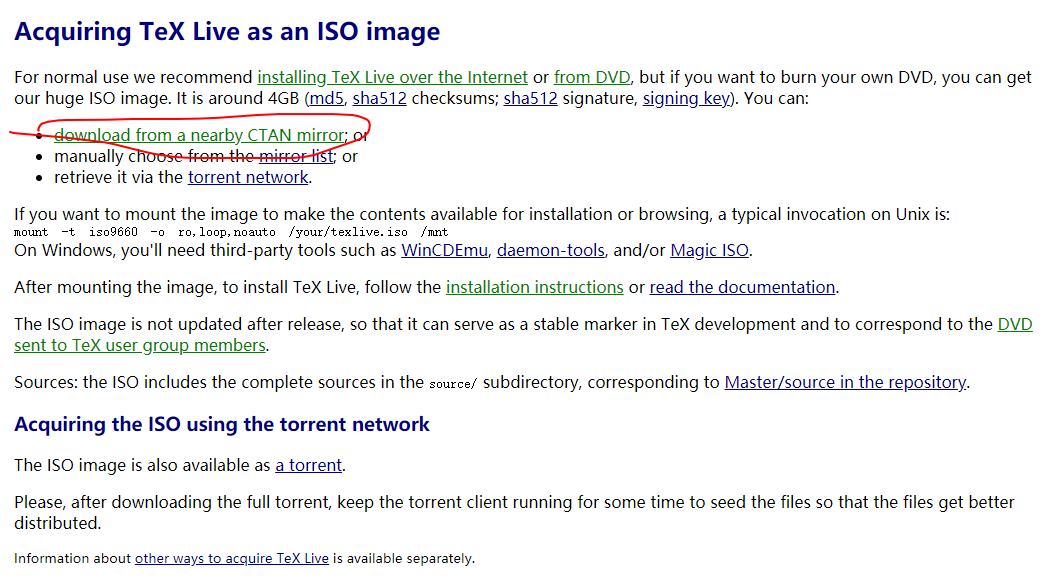 Acquiring TeX Live as an ISO image
For normal use we recommend installing TeX Live over the Internet or from DVD, but if you want to burn your own DVD, you can get
our huge ISO image. It is around 4GB (md5, sha512 checksums; sha512 signature, signing key). You can:
• download from a nearby CTAN mirror; or
• manually choose from the mirror list; or
• retrieve it via the torrent network.
If you want to mount the image to make the contents available for installation or browsing, a typical invocation on Unix is:
mount -t iso9660 -o ro,loop,noauto /your/texlive.iso /mnt
On Windows, you'll need third-party tools such as WinCDEmu, daemon-tools, and/or Magic ISO.
After mounting the image, to install TeX Live, follow the installation instructions or read the documentation.
The ISO image is not updated after release, so that it can serve as a stable marker in TeX development and to correspond to the DVD
sent to TeX user group members.
Sources: the ISO includes the complete sources in the source/ subdirectory, corresponding to Master/source in the repository.
Acquiring the ISO using the torrent network
The ISO image is also available as a torrent.
Please, after downloading the full torrent, keep the torrent client running for some time to seed the files so that the files get better
distributed.
Information about other ways to acquire TeX Live is available separately.